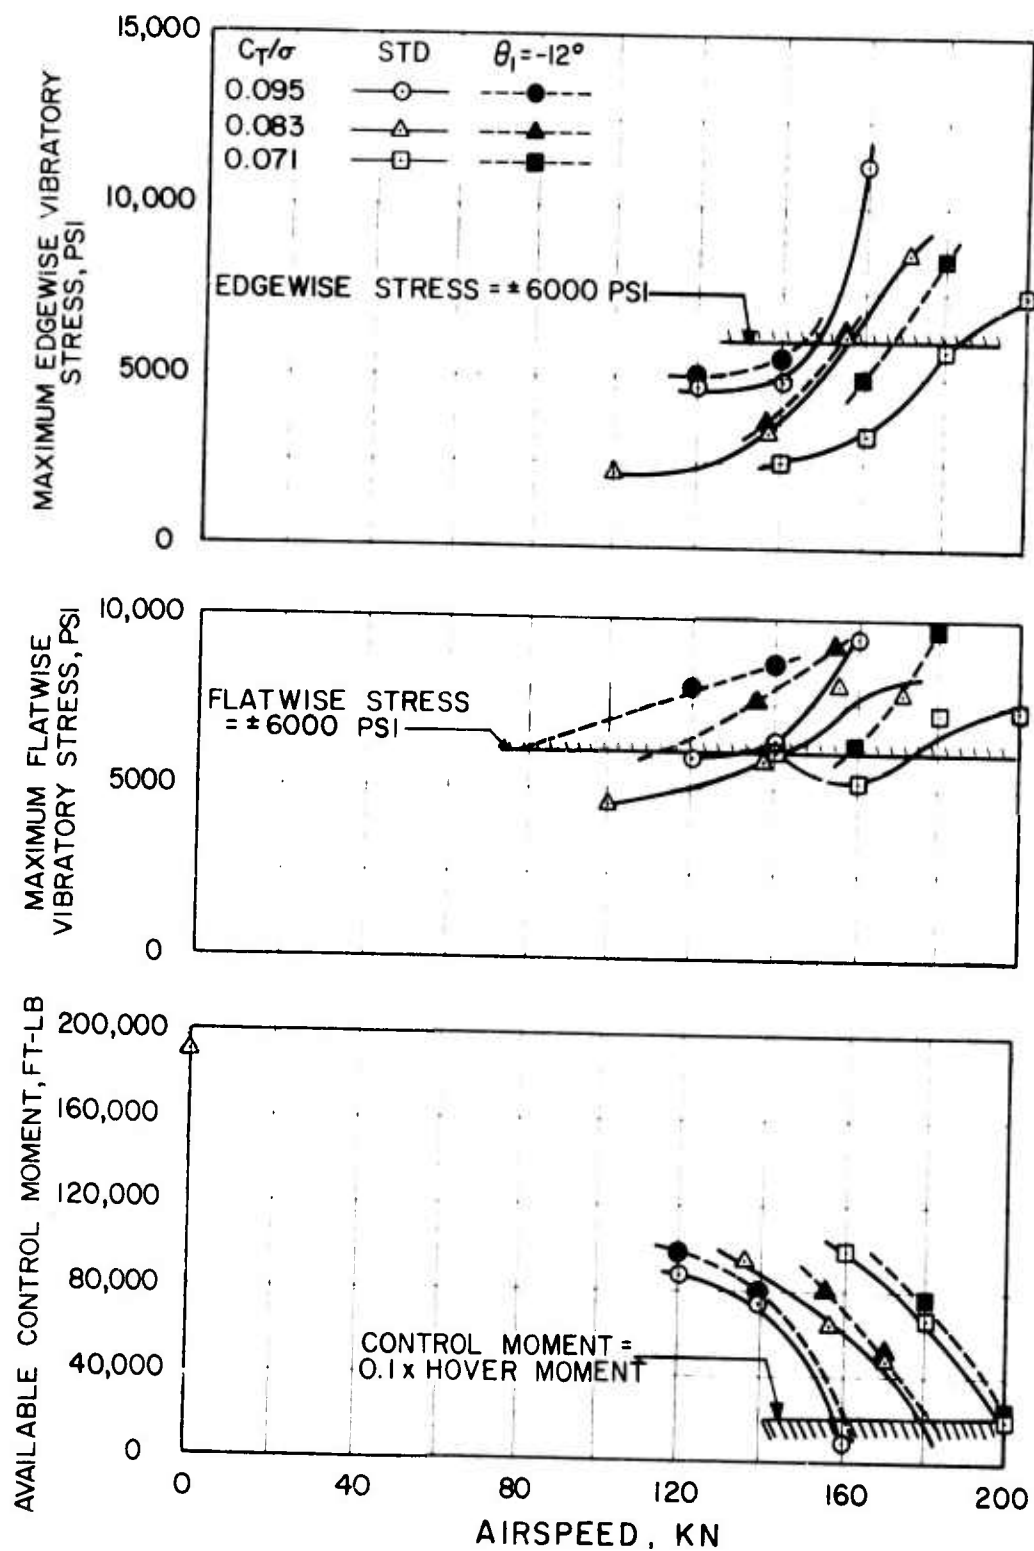 15,000
10,000
5000
0
MAXIMUM EDGEWISE VIBRATORY
STRESS, PSI
C_T/σ STD θ₁=-12°
0.095
0.083
0.071
EDGEWISE STRESS = ±6000 PSI
10,000
5000
0
MAXIMUM FLATWISE
VIBRATORY STRESS, PSI
FLATWISE STRESS
= ±6000 PSI
200,000
160,000
120,000
80,000
40,000
0
AVAILABLE CONTROL MOMENT, FT-LB
CONTROL MOMENT =
0.1 x HOVER MOMENT
0 40 80 120 160 200
AIRSPEED, KN